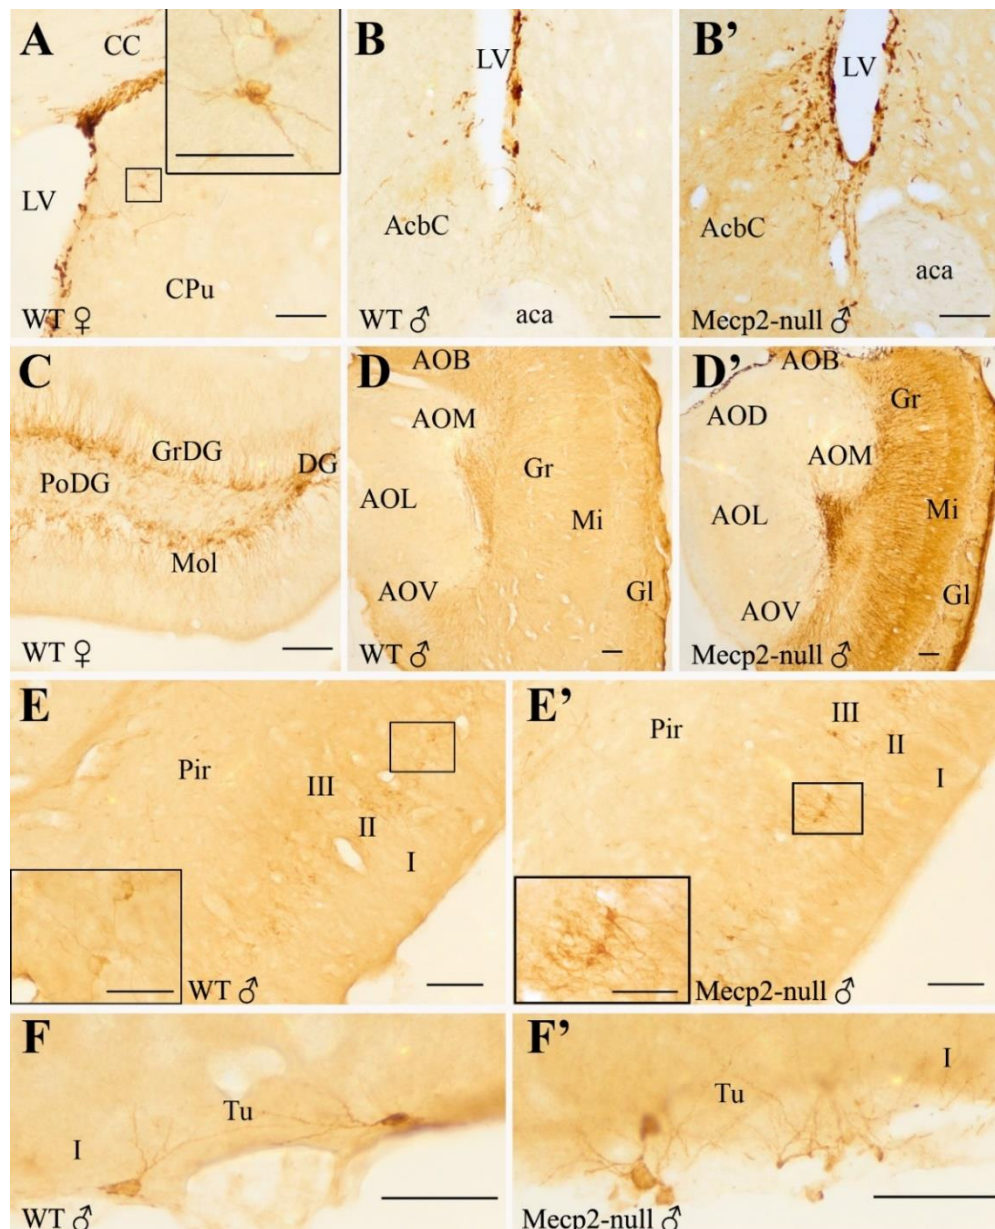 A
CC
LV
CPu
WT ♀
B
LV
AcbC
aca
WT ♂
B’
LV
AcbC
aca
Mecp2-null ♂
C
GrDG
DG
PoDG
Mol
WT ♀
D
AOB
AOM
Gr
AOL
Mi
AOV
Gl
WT ♂
D’
AOB
AOD
Gr
AOM
AOL
Mi
AOV
Gl
Mecp2-null ♂
E
Pir
III
II
I
WT ♂
E’
III
Pir
II
I
Mecp2-null ♂
F
Tu
I
WT ♂
F’
I
Tu
Mecp2-null ♂